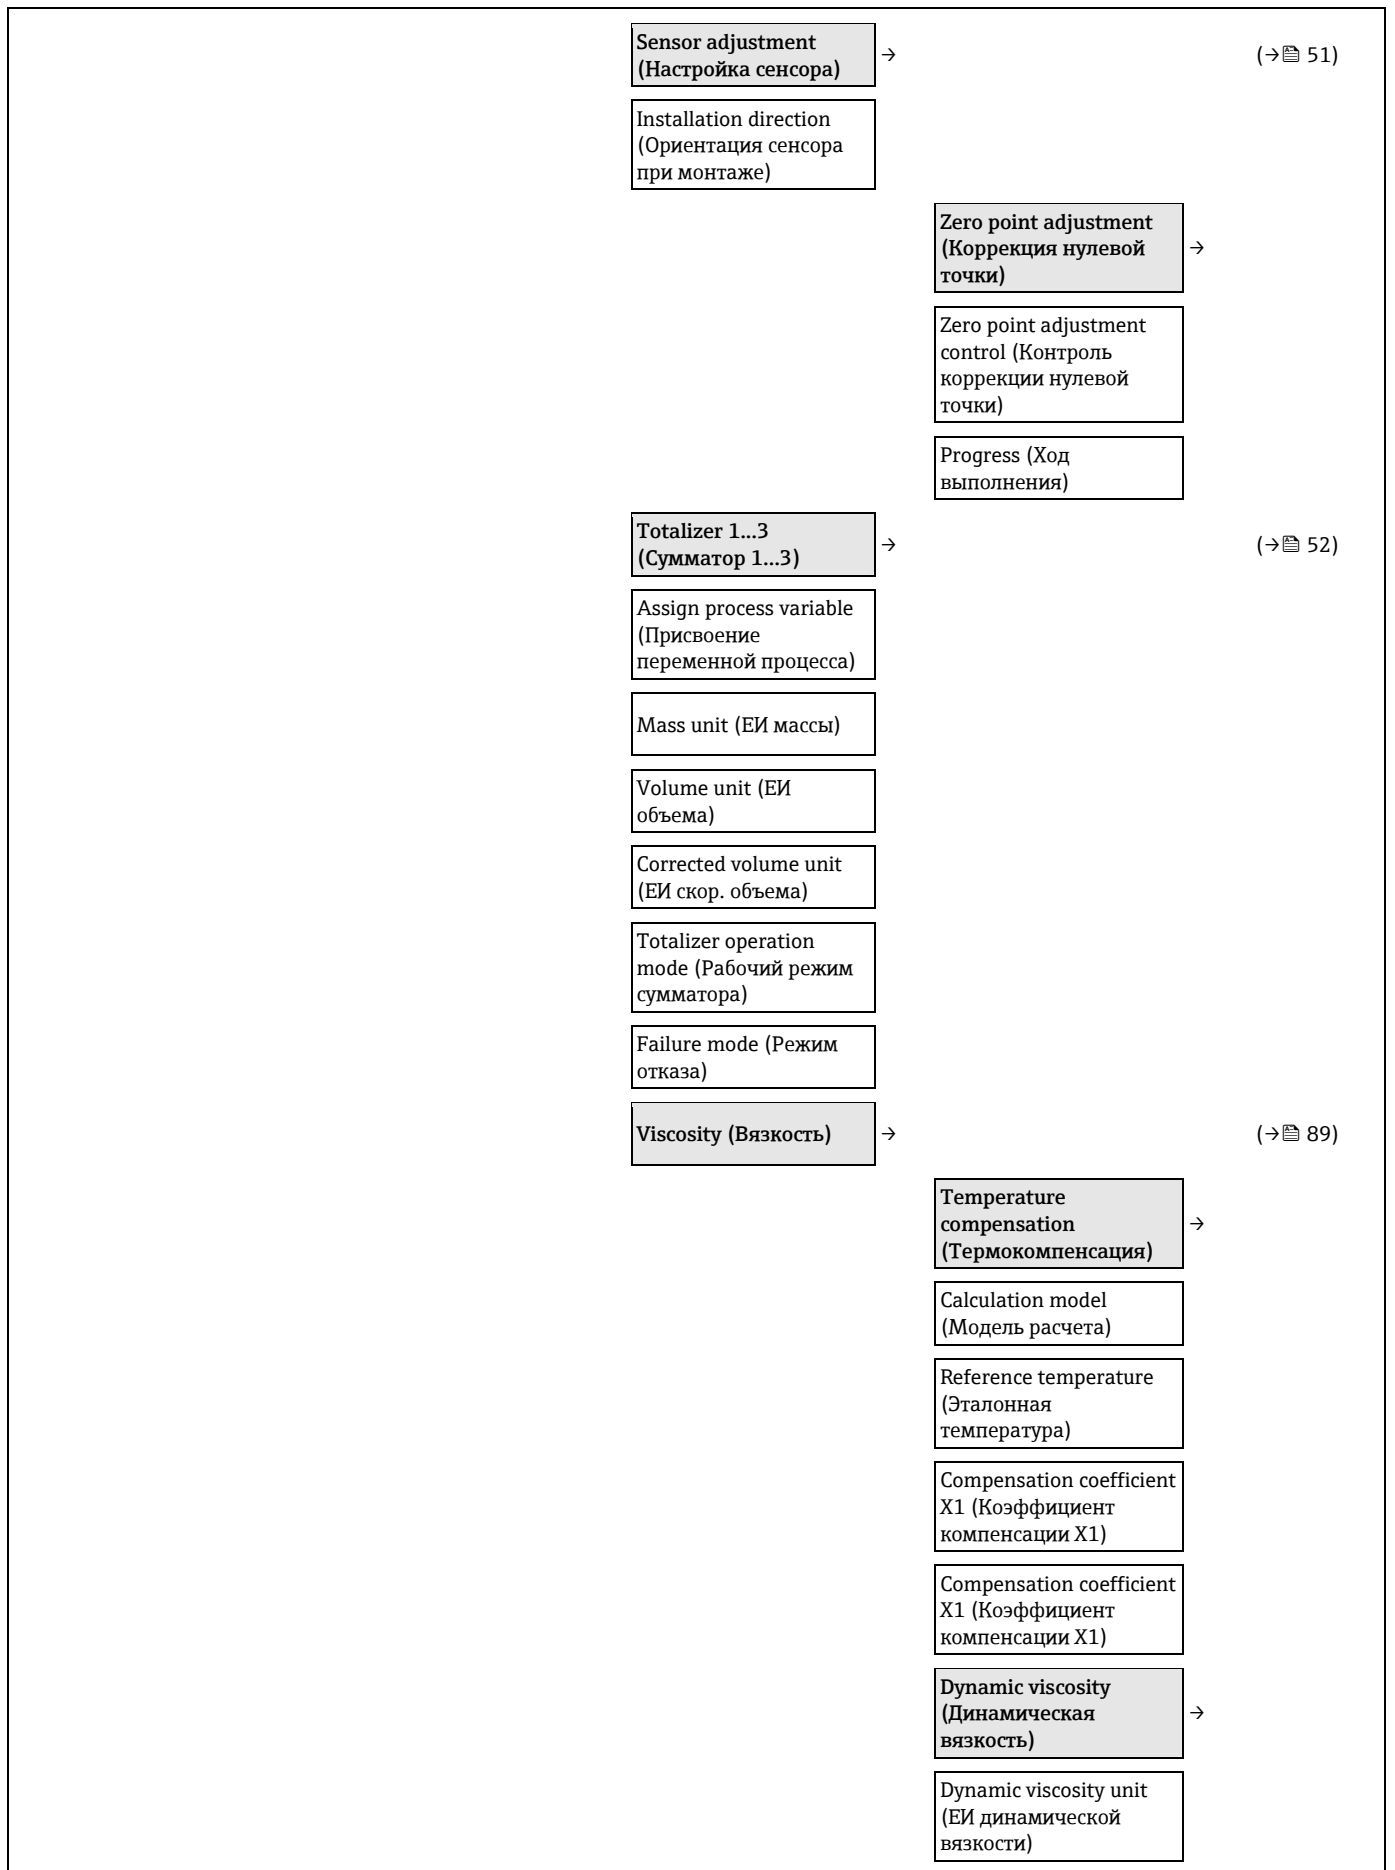 Sensor adjustment
(Настройка сенсора)
→
(→ 51)
Installation direction
(Ориентация сенсора
при монтаже)
Zero point adjustment
(Коррекция нулевой
точки)
→
Zero point adjustment
control (Контроль
коррекции нулевой
точки)
Progress (Ход
выполнения)
Totalizer 1...3
(Сумматор 1...3)
→
(→ 52)
Assign process variable
(Присвоение
переменной процесса)
Mass unit (ЕИ массы)
Volume unit (ЕИ
объема)
Corrected volume unit
(ЕИ скор. объема)
Totalizer operation
mode (Рабочий режим
сумматора)
Failure mode (Режим
отказа)
Viscosity (Вязкость)
→
(→ 89)
Temperature
compensation
(Термокомпенсация)
→
Calculation model
(Модель расчета)
Reference temperature
(Эталонная
температура)
Compensation coefficient
X1 (Коэффициент
компенсации X1)
Compensation coefficient
X1 (Коэффициент
компенсации X1)
Dynamic viscosity
(Динамическая
вязкость)
→
Dynamic viscosity unit
(ЕИ динамической
вязкости)